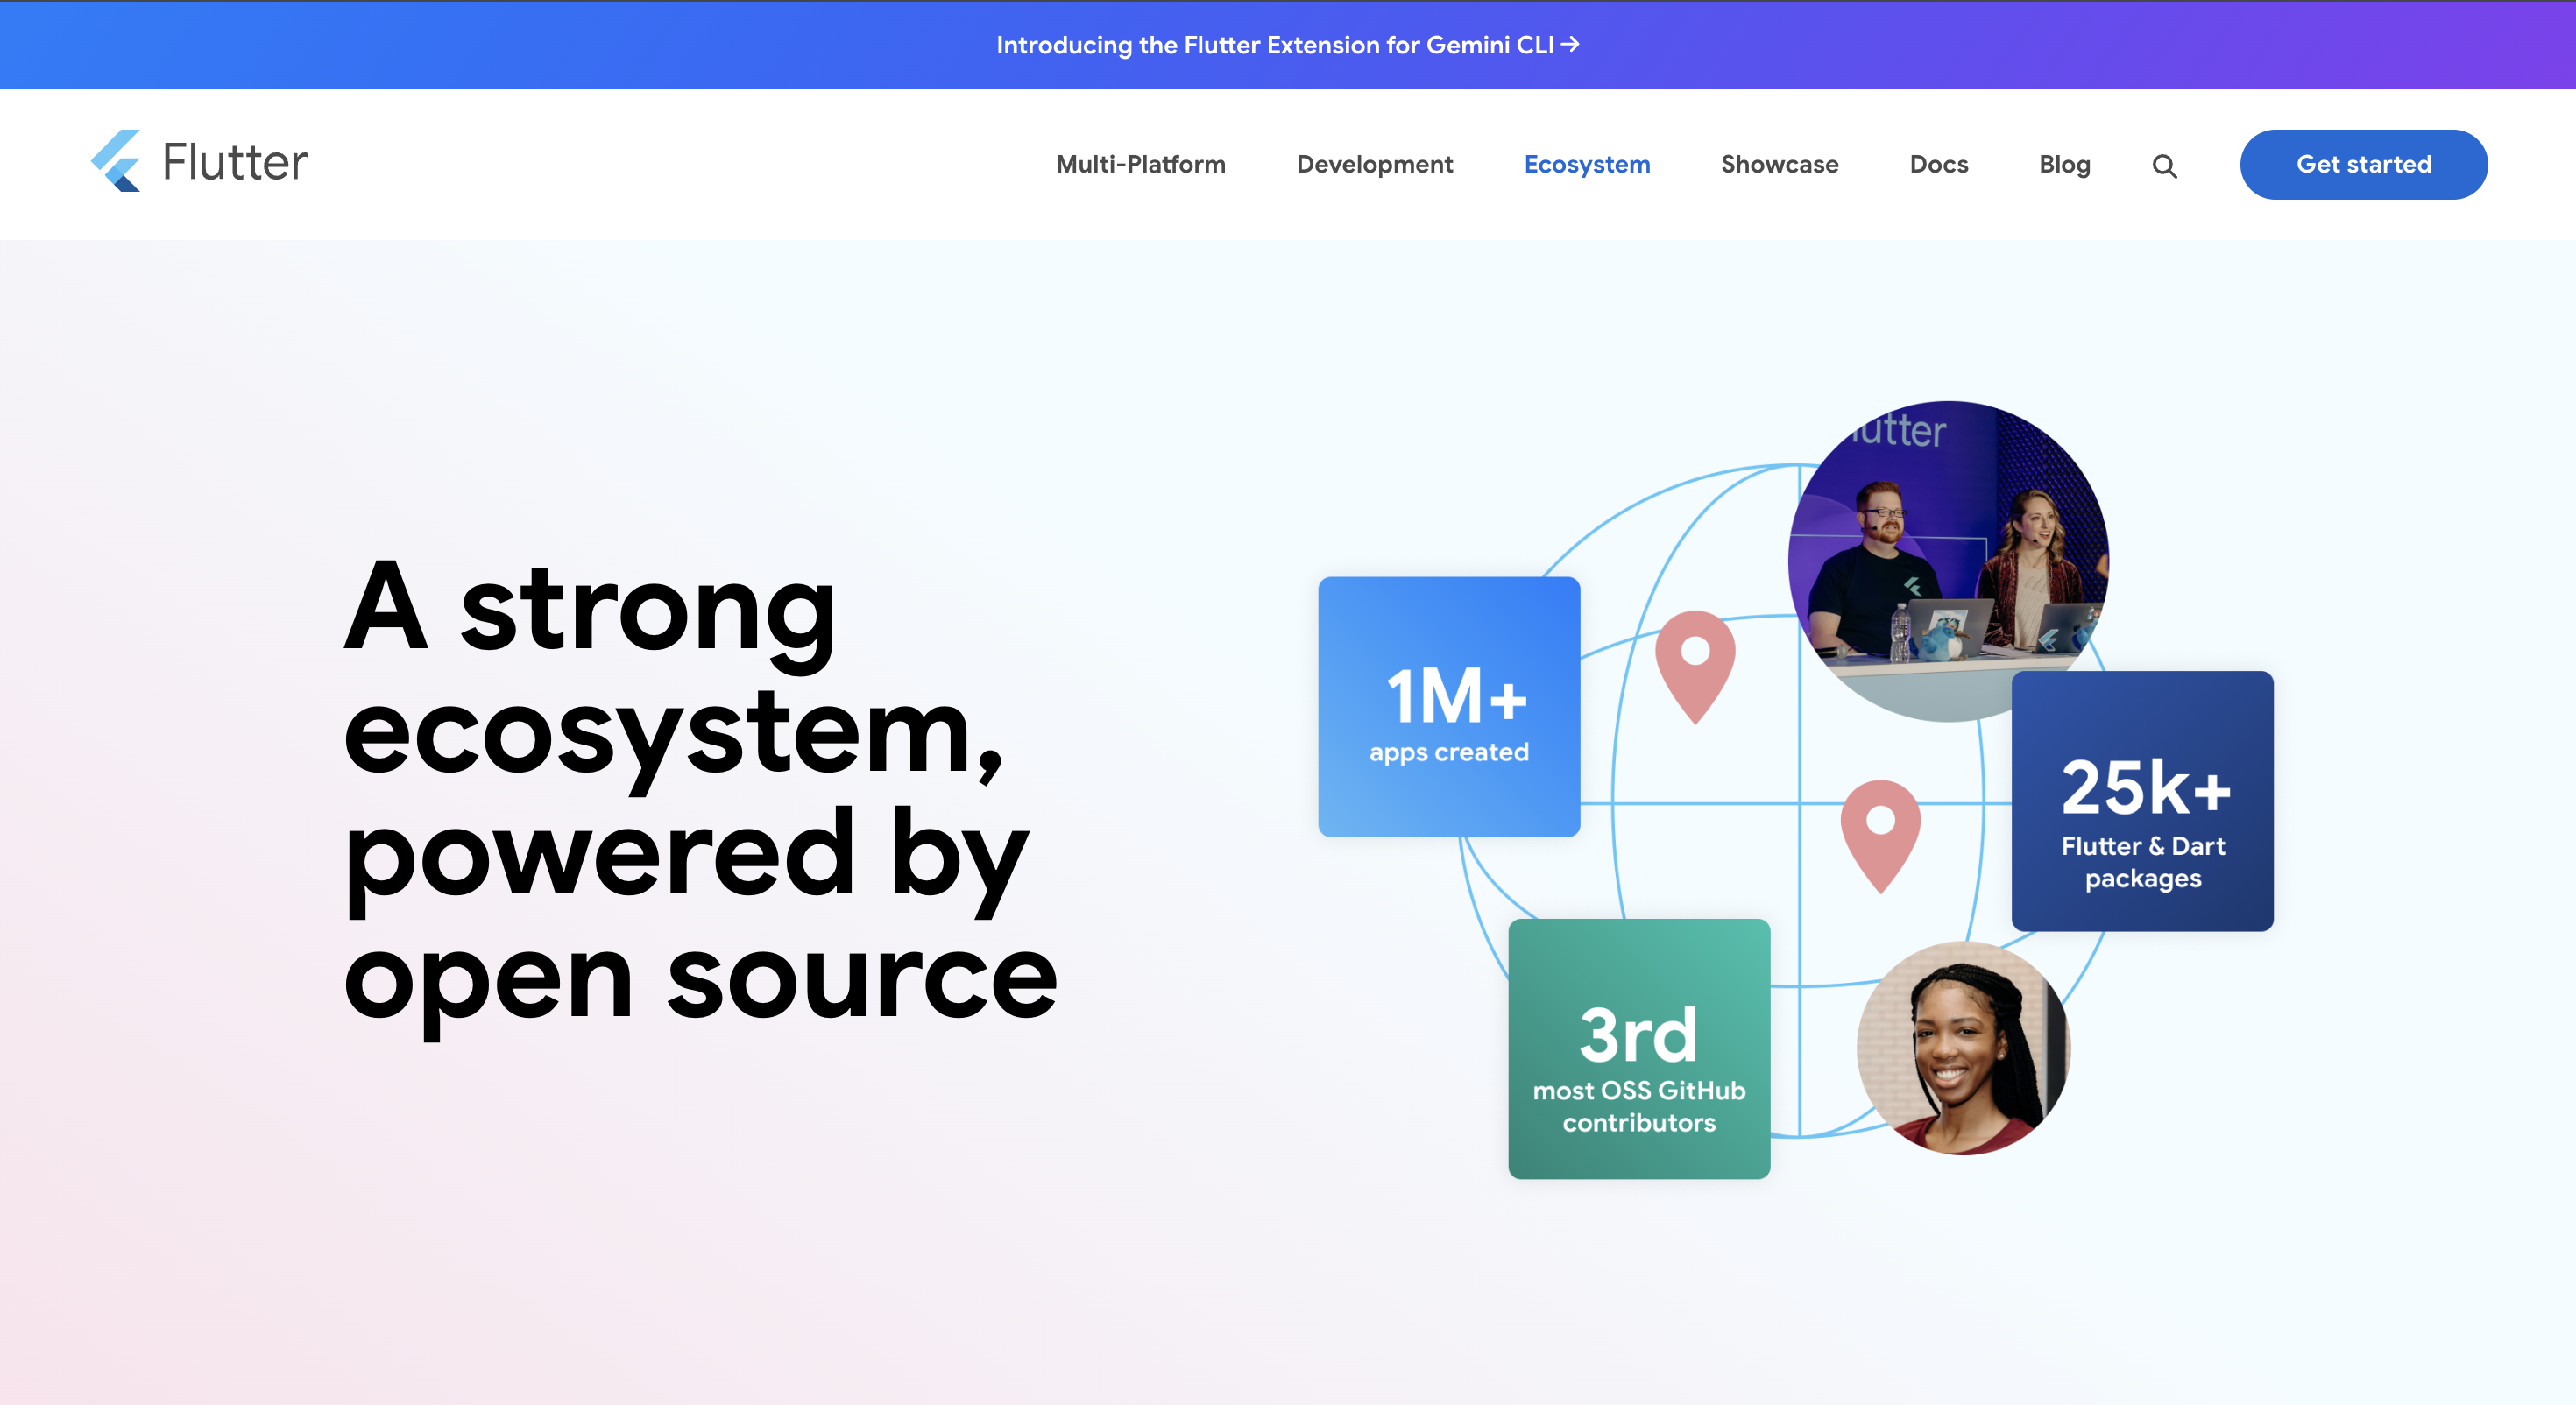 Introducing the Flutter Extension for Gemini CLI →
Flutter
Multi-Platform
Development
Ecosystem
Showcase
Docs
Blog
Get started
A strong
ecosystem,
powered by
open source
lutter
1M+
apps created
25k+
Flutter & Dart
packages
3rd
most OSS GitHub
contributors